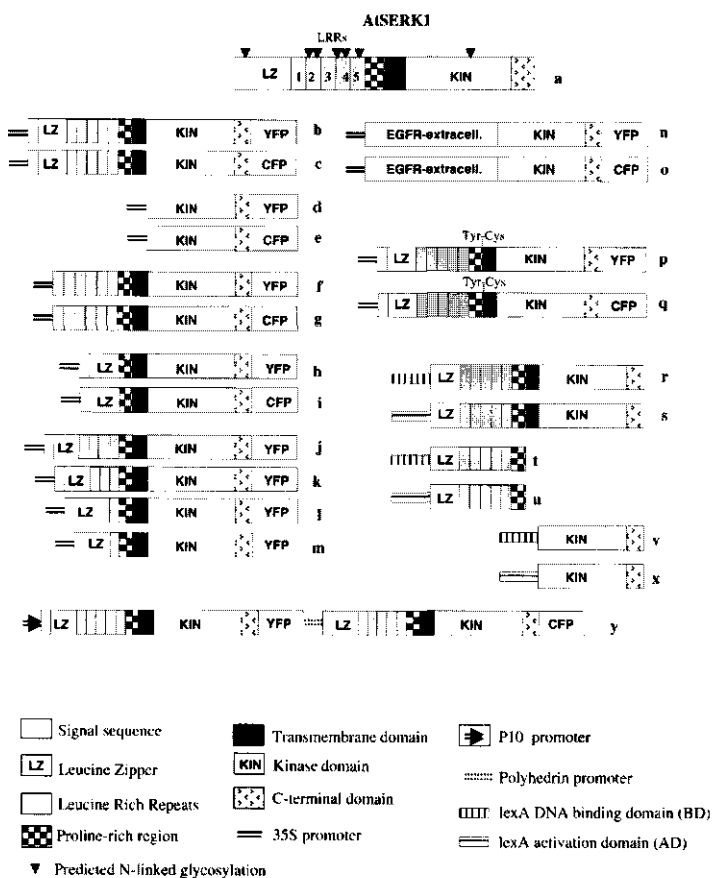 AtSERK1
LRRs
LZ 1 2 3 4 5 KIN a
LZ KIN YFP b
LZ KIN CFP c
KIN YFP d
KIN CFP e
KIN YFP f
KIN CFP g
LZ KIN YFP h
LZ KIN CFP i
LZ KIN YFP j
LZ KIN YFP k
LZ KIN YFP l
LZ KIN YFP m
EGFR-extracell. KIN YFP n
EGFR-extracell. KIN CFP o
Tyr-Cys
LZ KIN YFP p
Tyr-Cys
LZ KIN CFP q
LZ KIN r
LZ KIN s
LZ t
LZ u
KIN v
KIN x
LZ KIN YFP LZ KIN CFP y
Signal sequence
LZ Leucine Zipper
Leucine Rich Repeats
Proline-rich region
Predicted N-linked glycosylation
Transmembrane domain
KIN Kinase domain
C-terminal domain
35S promoter
P10 promoter
Polyhedrin promoter
lexA DNA binding domain (BD)
lexA activation domain (AD)